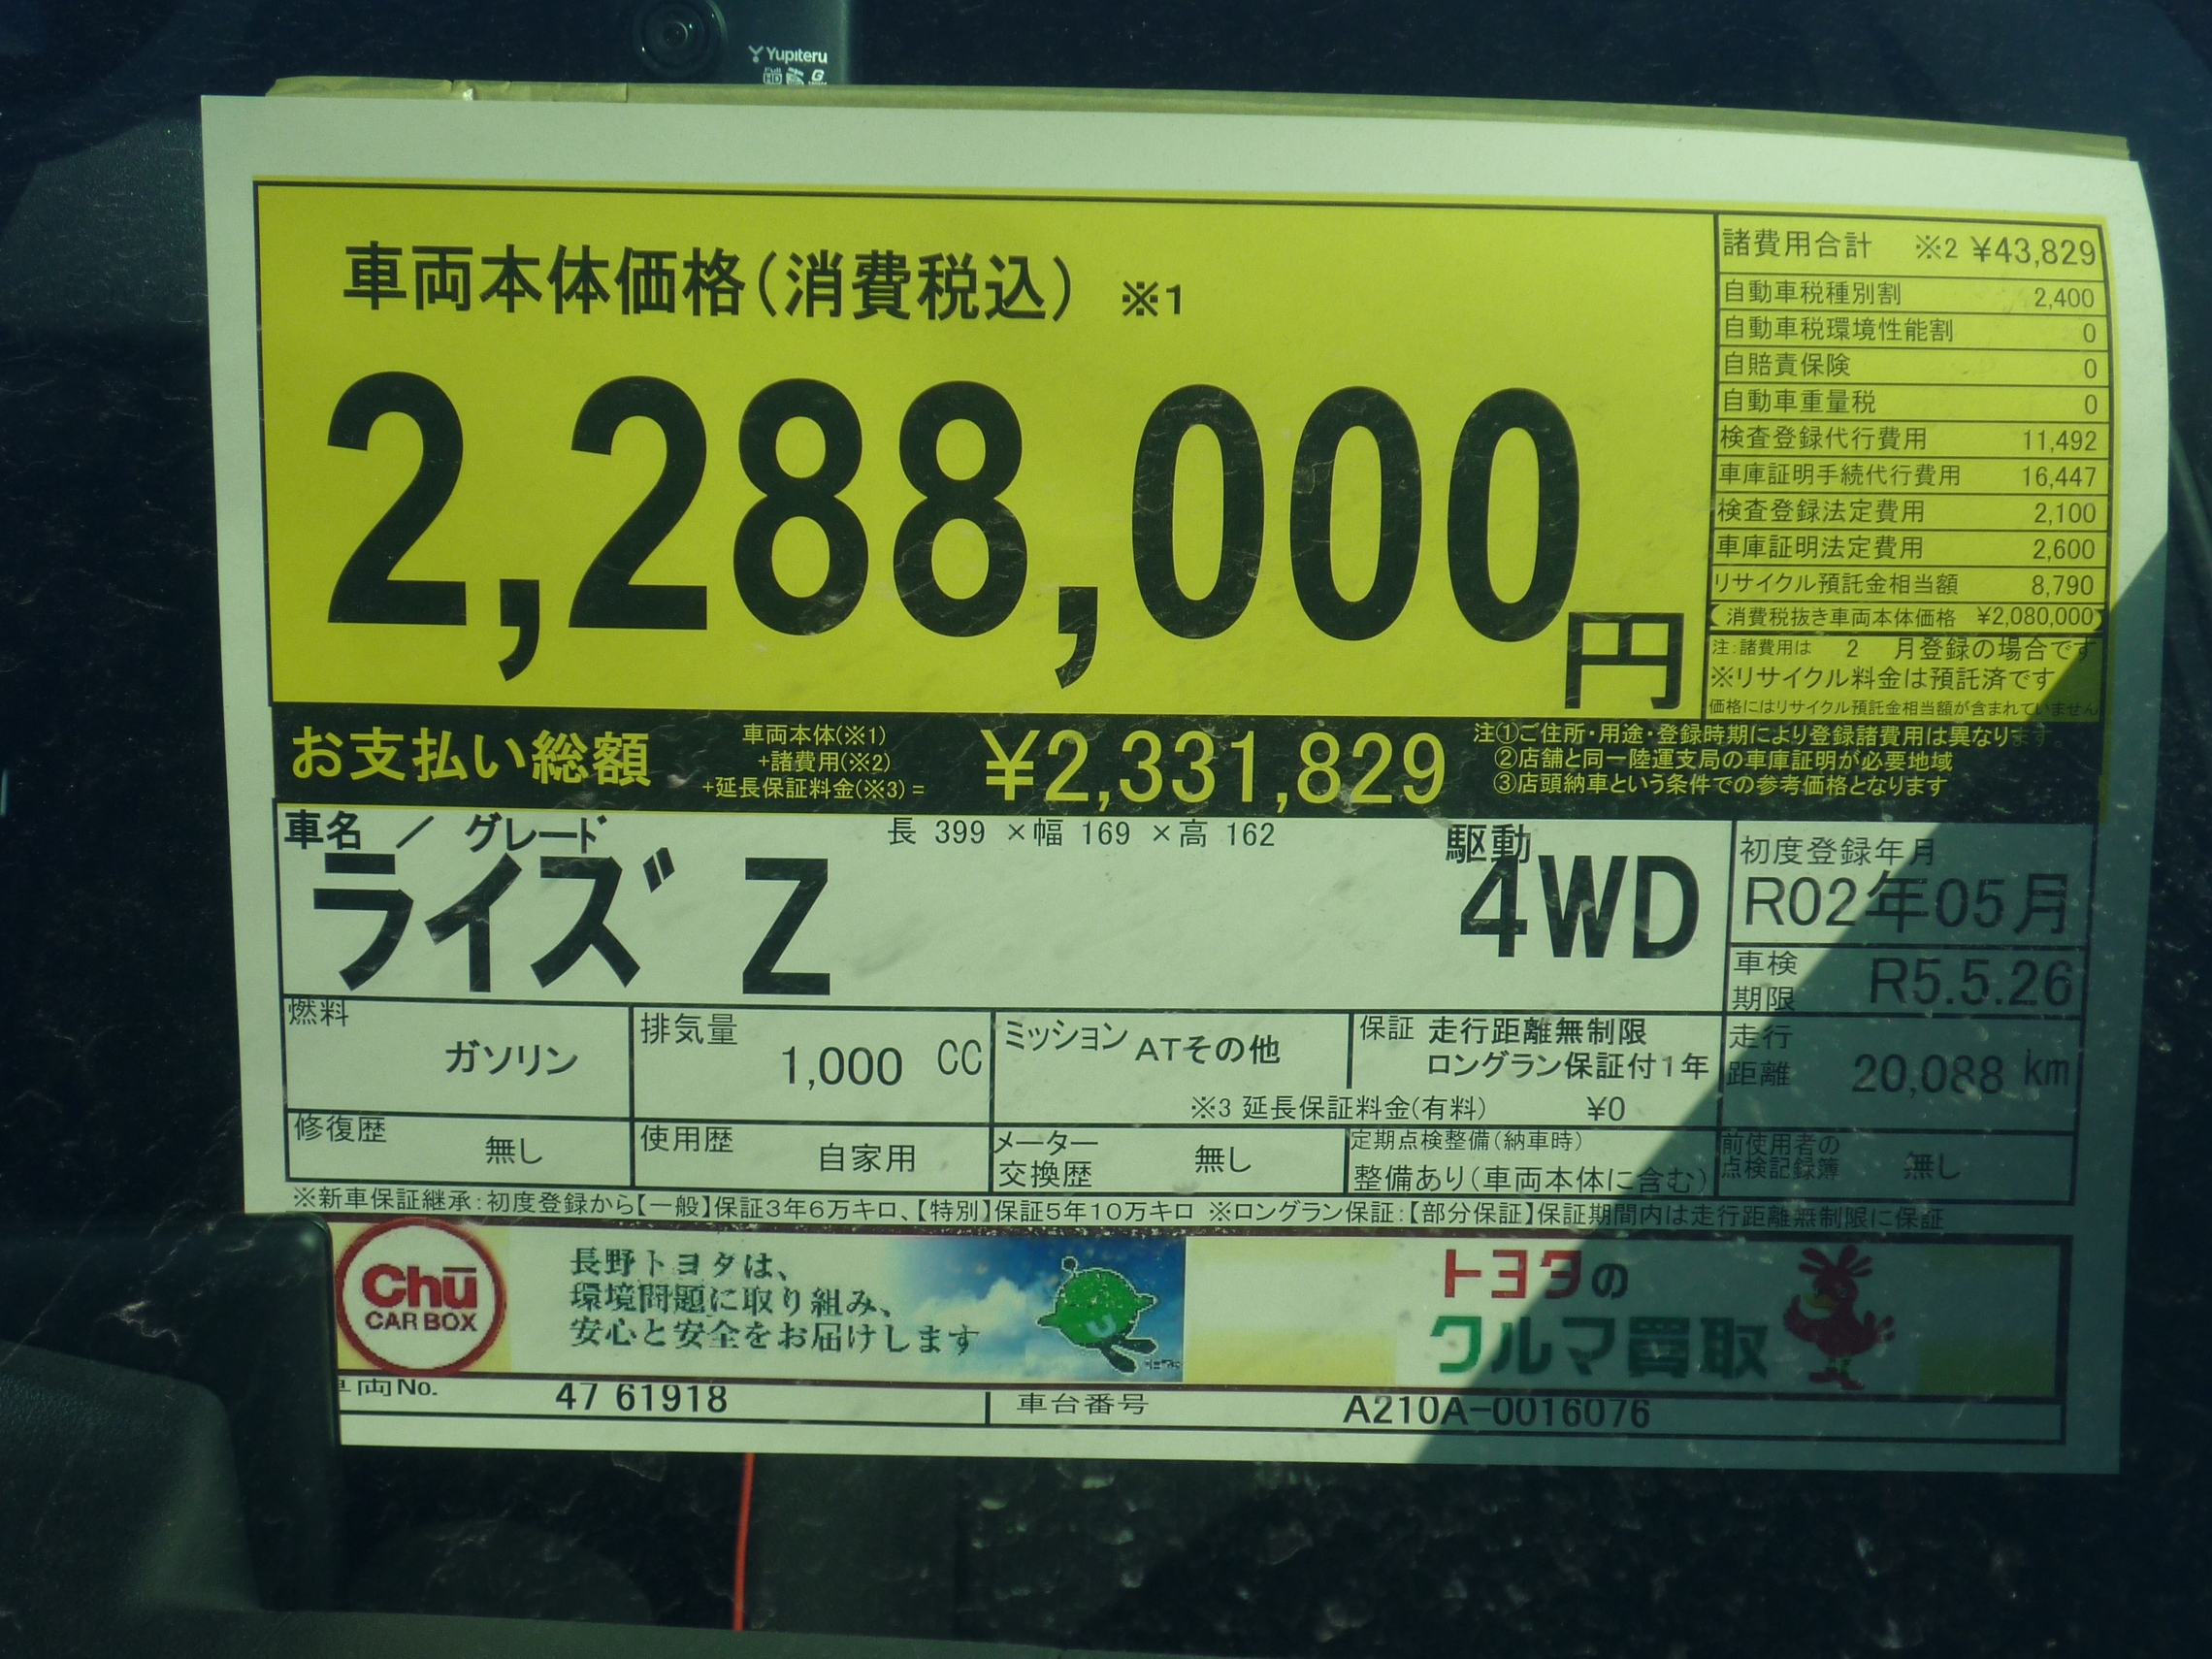 Yupiteru
Full HD
車両本体価格(消費税込) ※1
2,288,000円
諸費用合計 ※2 ¥43,829
自動車税種別割 2,400
自動車税環境性能割 0
自賠責保険 0
自動車重量税 0
検査登録代行費用 11,492
車庫証明手続代行費用 16,447
検査登録法定費用 2,100
車庫証明法定費用 2,600
リサイクル預託金相当額 8,790
(消費税抜き車両本体価格 ¥2,080,000)
注:諸費用は 2 月登録の場合です
※リサイクル料金は預託済です
価格にはリサイクル預託金相当額が含まれていません
お支払い総額
車両本体(※1)
+諸費用(※2)
+延長保証料金(※3)=
¥2,331,829
注①ご住所・用途・登録時期により登録諸費用は異なります。
②店舗と同一陸運支局の車庫証明が必要地域
③店頭納車という条件での参考価格となります
車名 / グレード 長 399 ×幅 169 ×高 162 駆動
ライズ Z 4WD
初度登録年月
R02年05月
車検期限 R5.5.26
燃料 ガソリン
排気量 1,000 CC
ミッション ATその他
保証 走行距離無制限
ロングラン保証付1年
※3 延長保証料金(有料) ¥0
走行距離 20,088 km
修復歴 無し
使用歴 自家用
メーター交換歴 無し
定期点検整備(納車時)
整備あり(車両本体に含む)
前使用者の点検記録簿 無し
※新車保証継承:初度登録から【一般】保証3年6万キロ、【特別】保証5年10万キロ ※ロングラン保証:【部分保証】保証期間内は走行距離無制限に保証
Chū
CAR BOX
長野トヨタは、
環境問題に取り組み、
安心と安全をお届けします
トヨタの
クルマ買取
車両No. 47 61918
車台番号 A210A-0016076